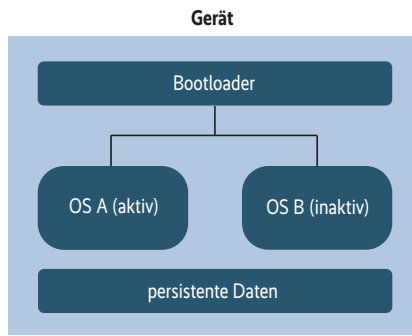 Gerät
Bootloader
OS A (aktiv)
OS B (inaktiv)
persistente Daten